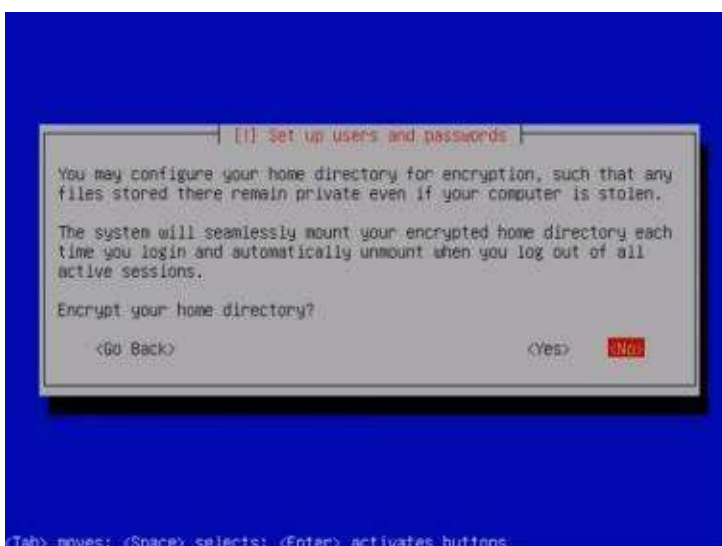 [!] Set up users and passwords
You may configure your home directory for encryption, such that any
files stored there remain private even if your computer is stolen.
The system will seamlessly mount your encrypted home directory each
time you login and automatically unmount when you log out of all
active sessions.
Encrypt your home directory?
<Go Back> <Yes> <No>
<Tab> moves; <Space> selects; <Enter> activates buttons